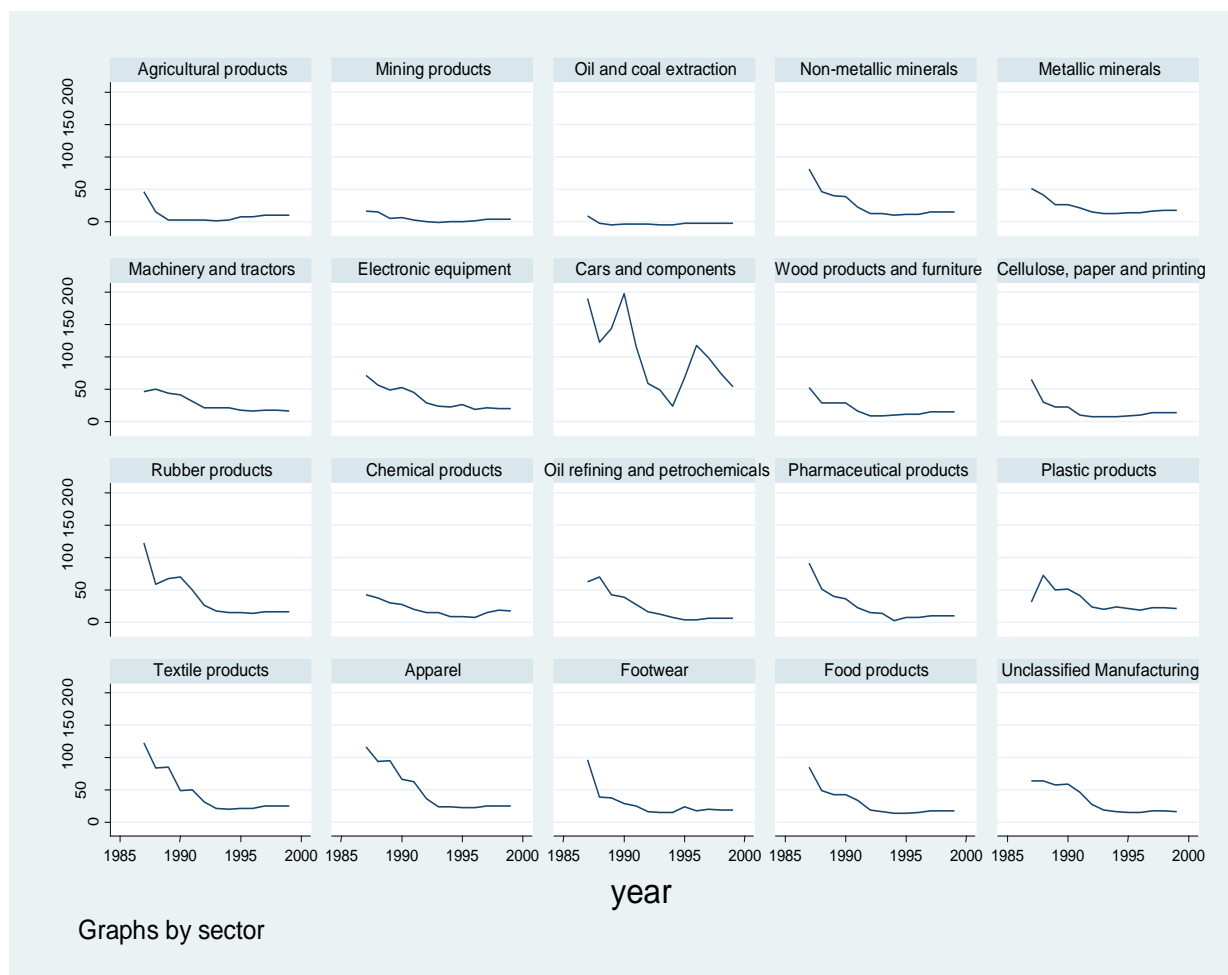 Agricultural products Mining products Oil and coal extraction Non-metallic minerals Metallic minerals
0 50 100 150 200
Machinery and tractors Electronic equipment Cars and components Wood products and furniture Cellulose, paper and printing
0 50 100 150 200
Rubber products Chemical products Oil refining and petrochemicals Pharmaceutical products Plastic products
0 50 100 150 200
Textile products Apparel Footwear Food products Unclassified Manufacturing
0 50 100 150 200
1985 1990 1995 2000 1985 1990 1995 2000 1985 1990 1995 2000 1985 1990 1995 2000 1985 1990 1995 2000
year
Graphs by sector